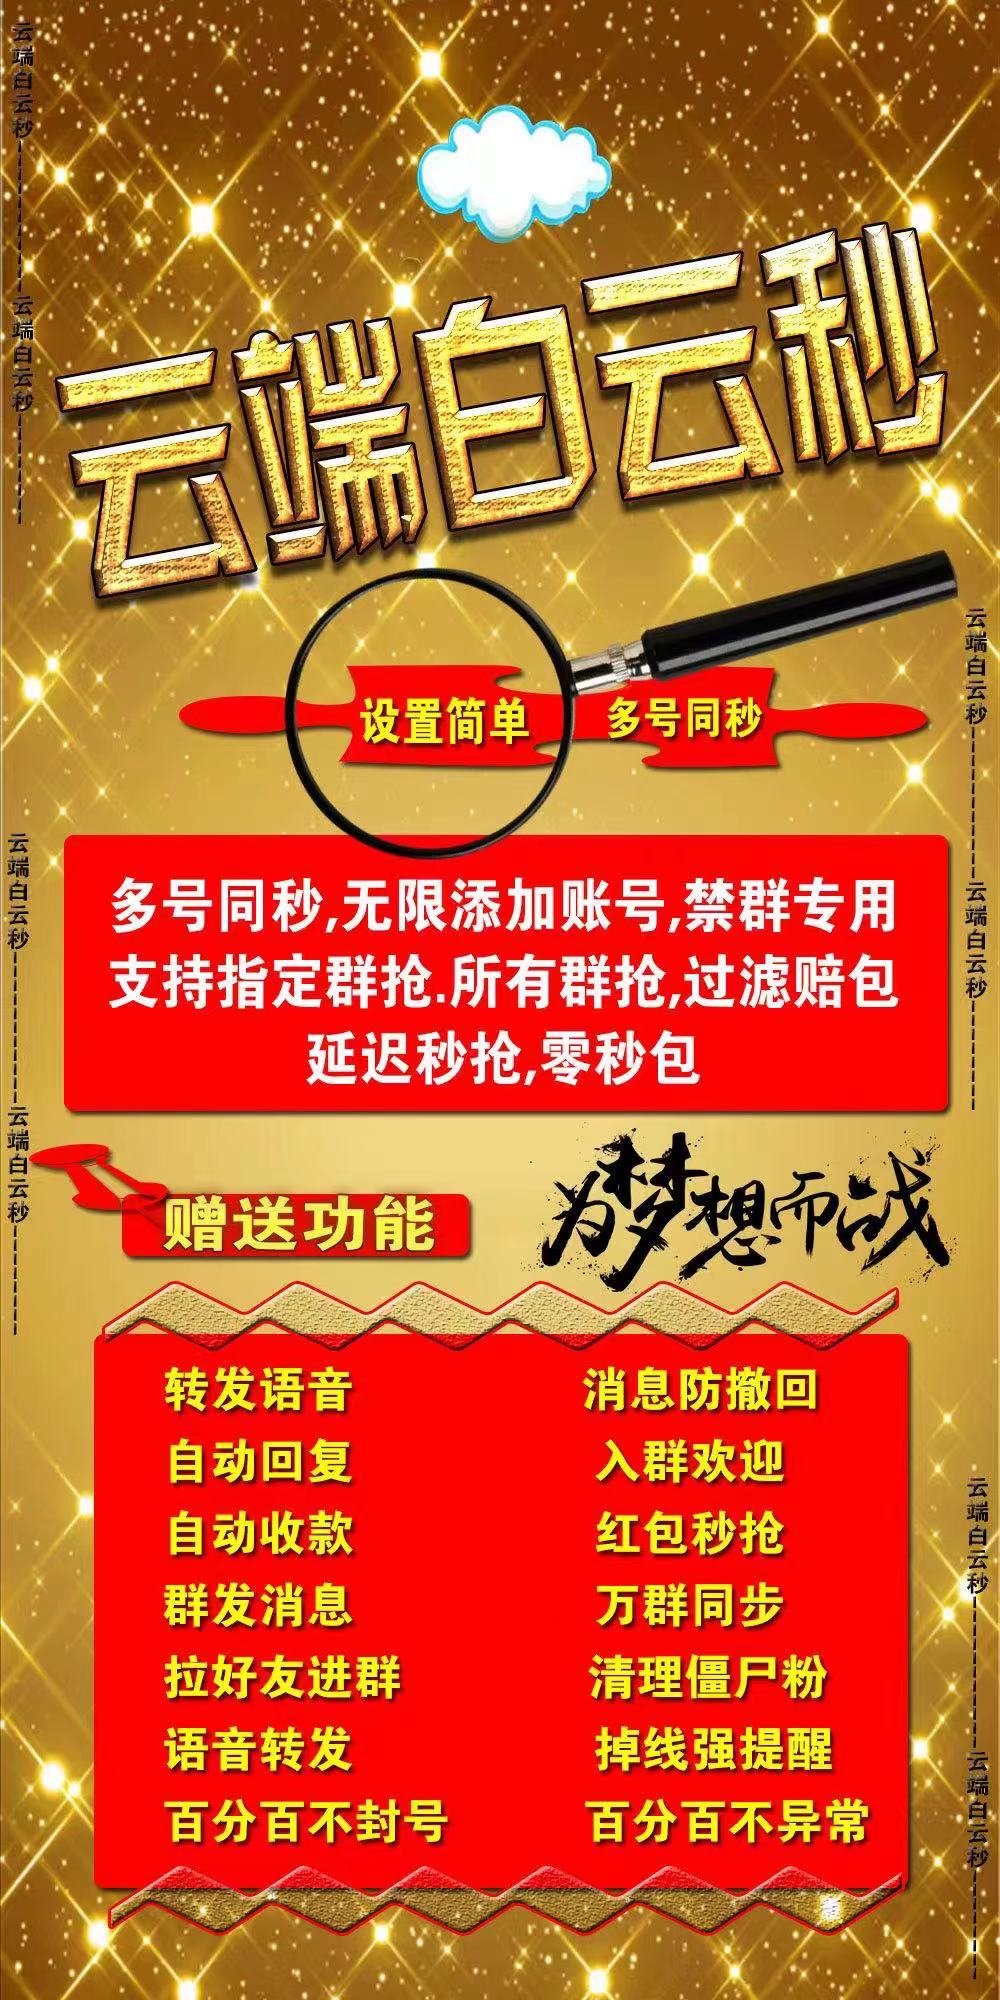 云端白云秒
设置简单 多号同秒
多号同秒,无限添加账号,禁群专用
支持指定群抢.所有群抢,过滤赔包
延迟秒抢,零秒包
赠送功能
为梦想而战
转发语音 消息防撤回
自动回复 入群欢迎
自动收款 红包秒抢
群发消息 万群同步
拉好友进群 清理僵尸粉
语音转发 掉线强提醒
百分百不封号 百分百不异常
云端白云秒----------云端白云秒----------
云端白云秒----------云端白云秒----------
云端白云秒----------云端白云秒----------
云端白云秒----------云端白云秒----------